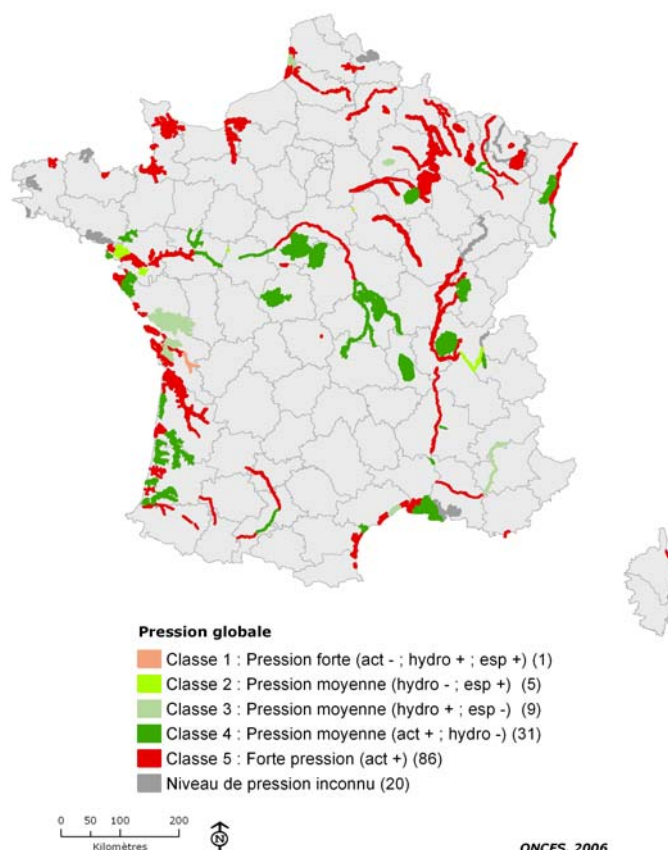 Pression globale
Classe 1 : Pression forte (act - ; hydro + ; esp +) (1)
Classe 2 : Pression moyenne (hydro - ; esp +) (5)
Classe 3 : Pression moyenne (hydro + ; esp -) (9)
Classe 4 : Pression moyenne (act + ; hydro -) (31)
Classe 5 : Forte pression (act +) (86)
Niveau de pression inconnu (20)
0 50 100 200
Kilomètres
N
ONCFS, 2006